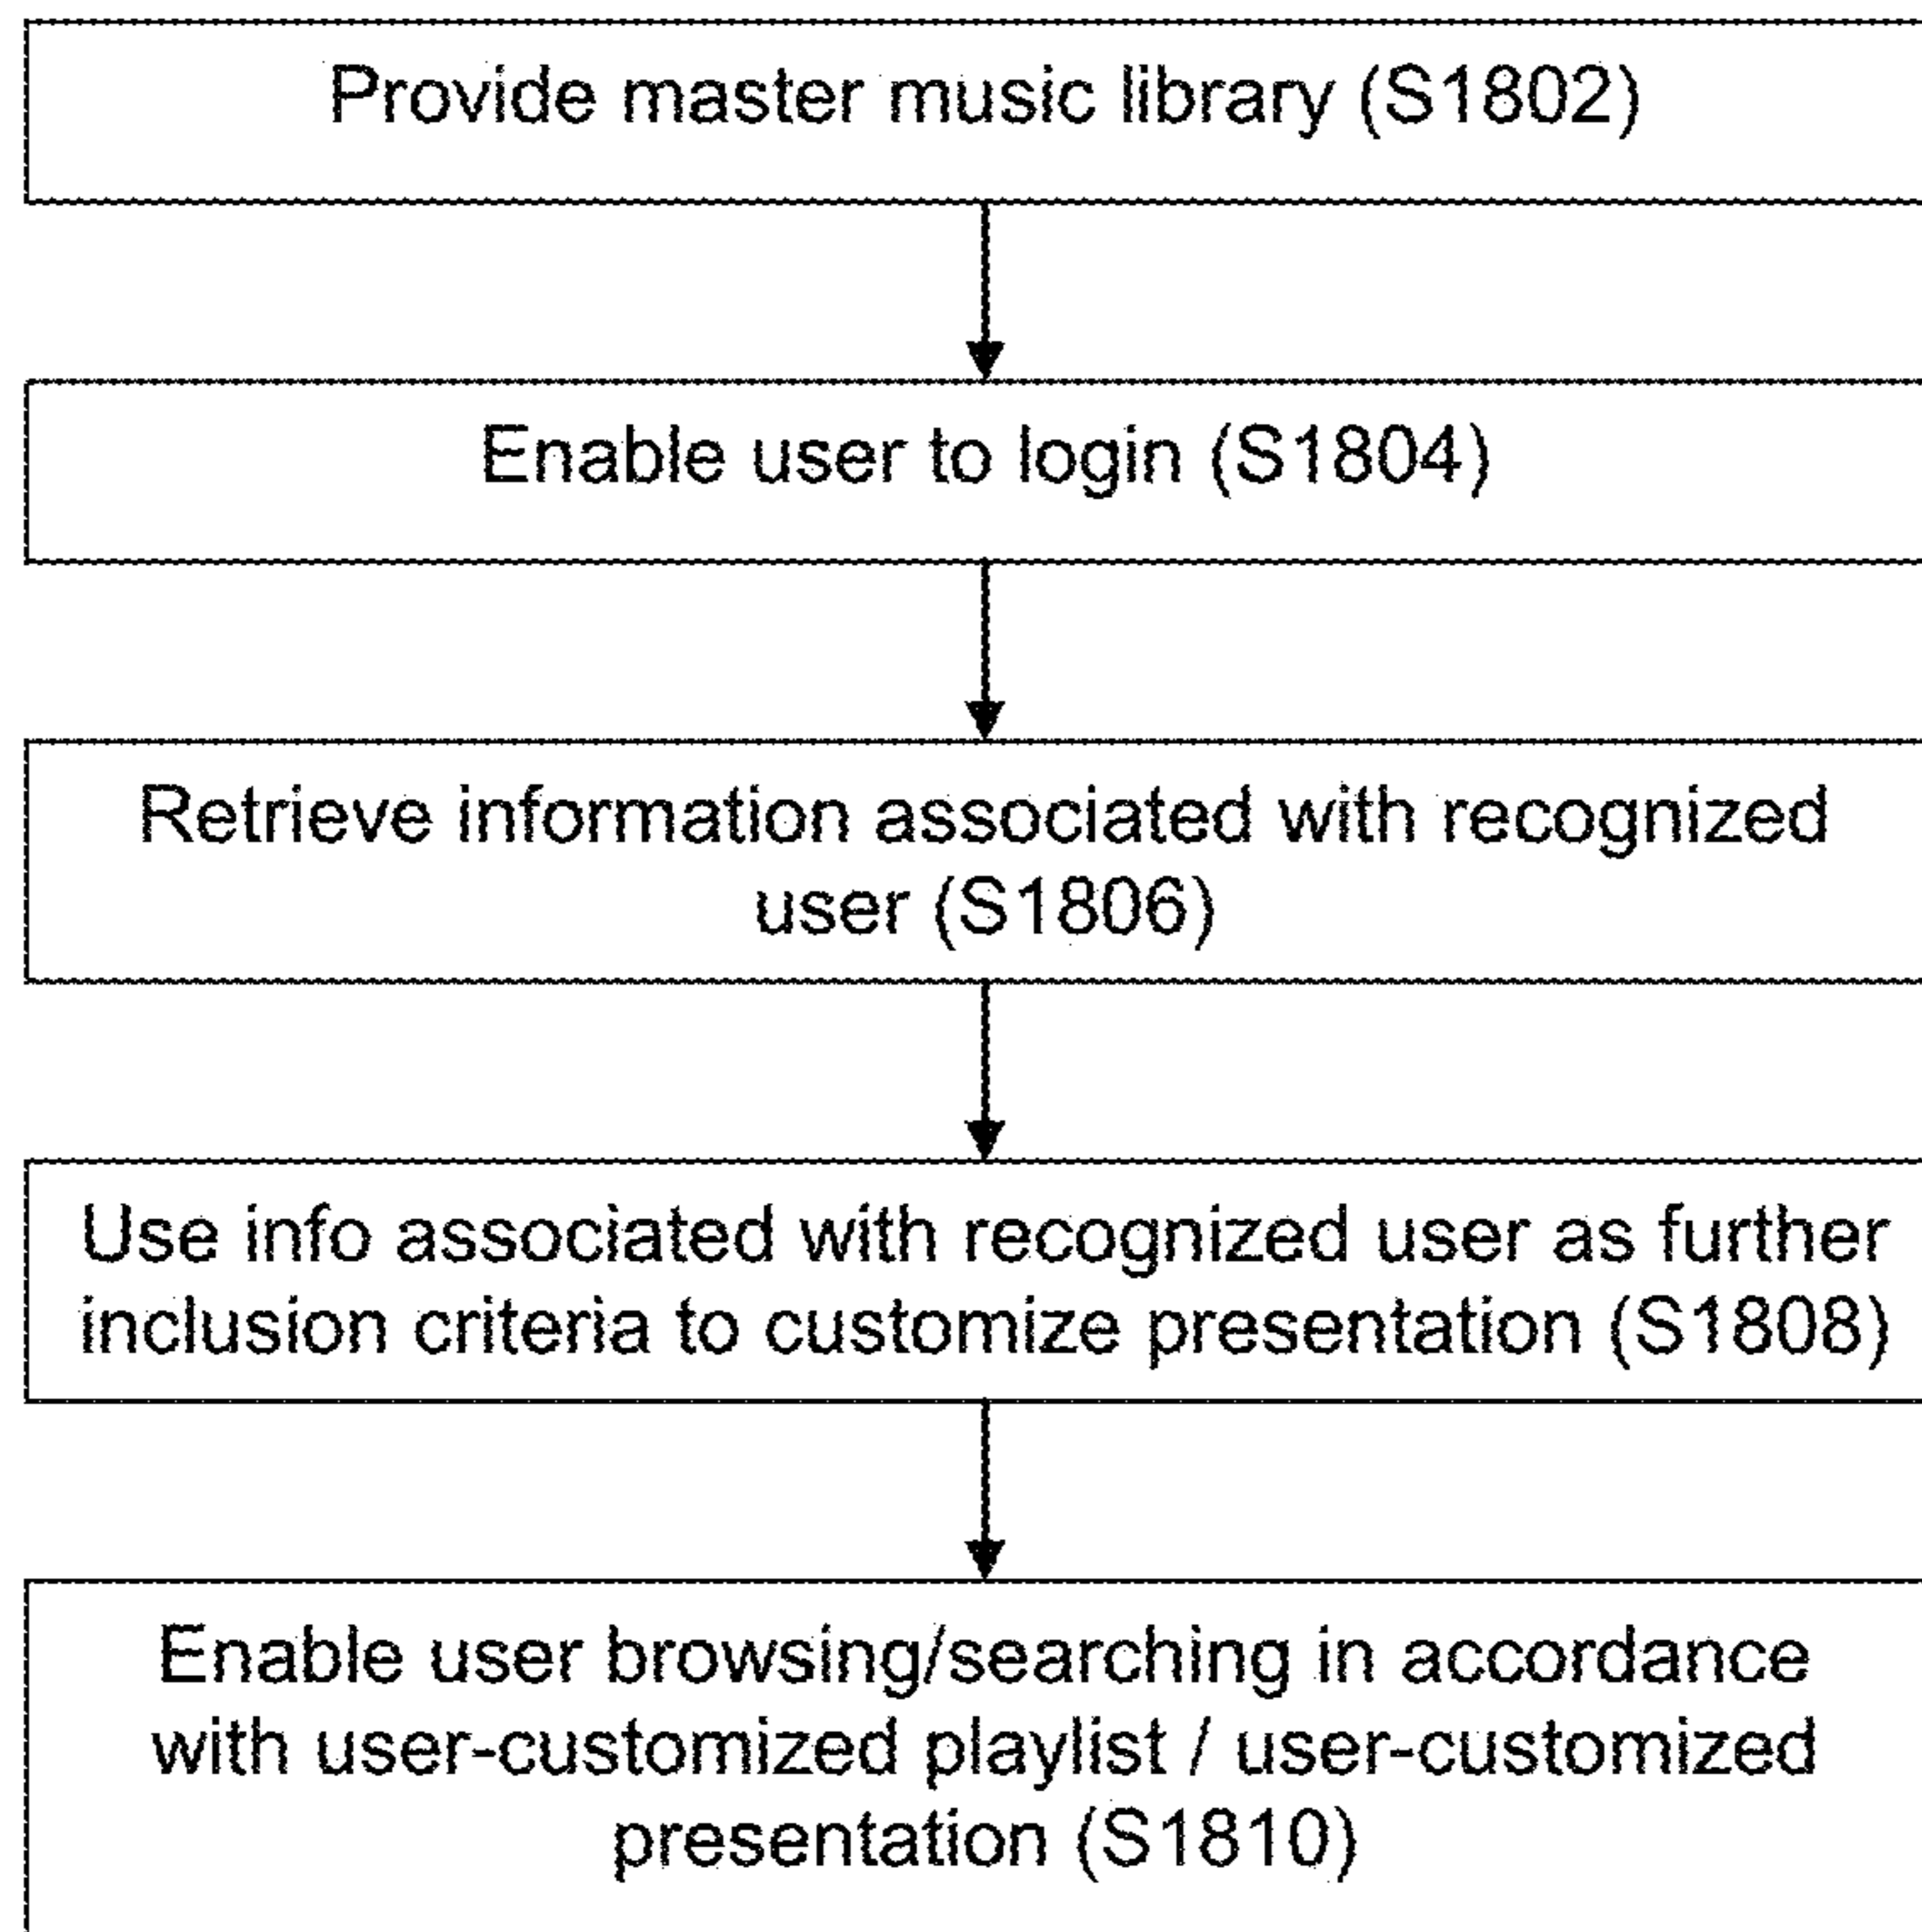 Provide master music library (S1802)
Enable user to login (S1804)
Retrieve information associated with recognized
user (S1806)
Use info associated with recognized user as further
inclusion criteria to customize presentation (S1808)
Enable user browsing/searching in accordance
with user-customized playlist / user-customized
presentation (S1810)